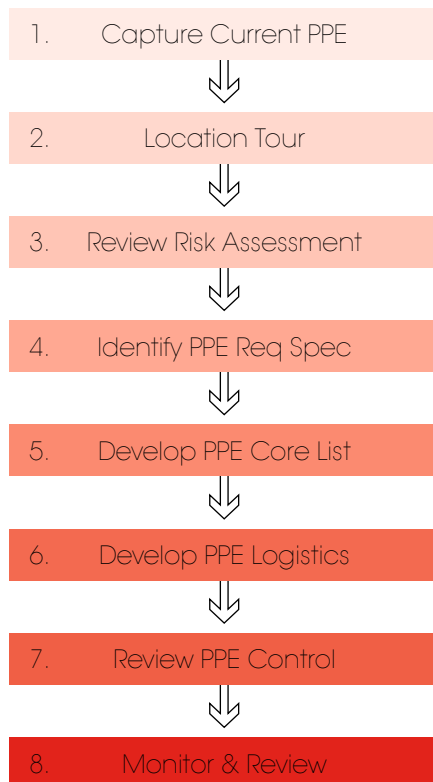 1. Capture Current PPE
2. Location Tour
3. Review Risk Assessment
4. Identify PPE Req Spec
5. Develop PPE Core List
6. Develop PPE Logistics
7. Review PPE Control
8. Monitor & Review